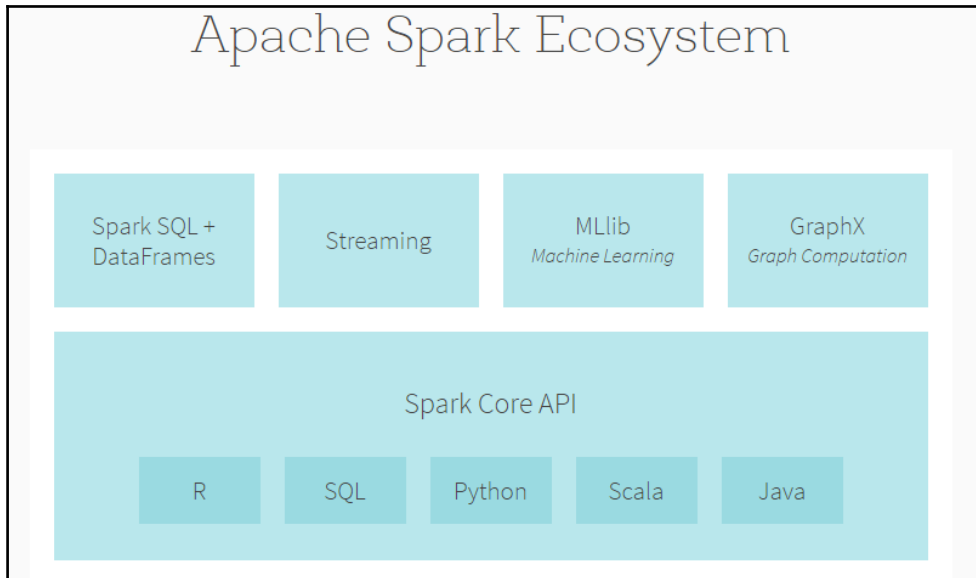 Apache Spark Ecosystem
Spark SQL +
DataFrames
Streaming
MLlib
Machine Learning
GraphX
Graph Computation
Spark Core API
R
SQL
Python
Scala
Java